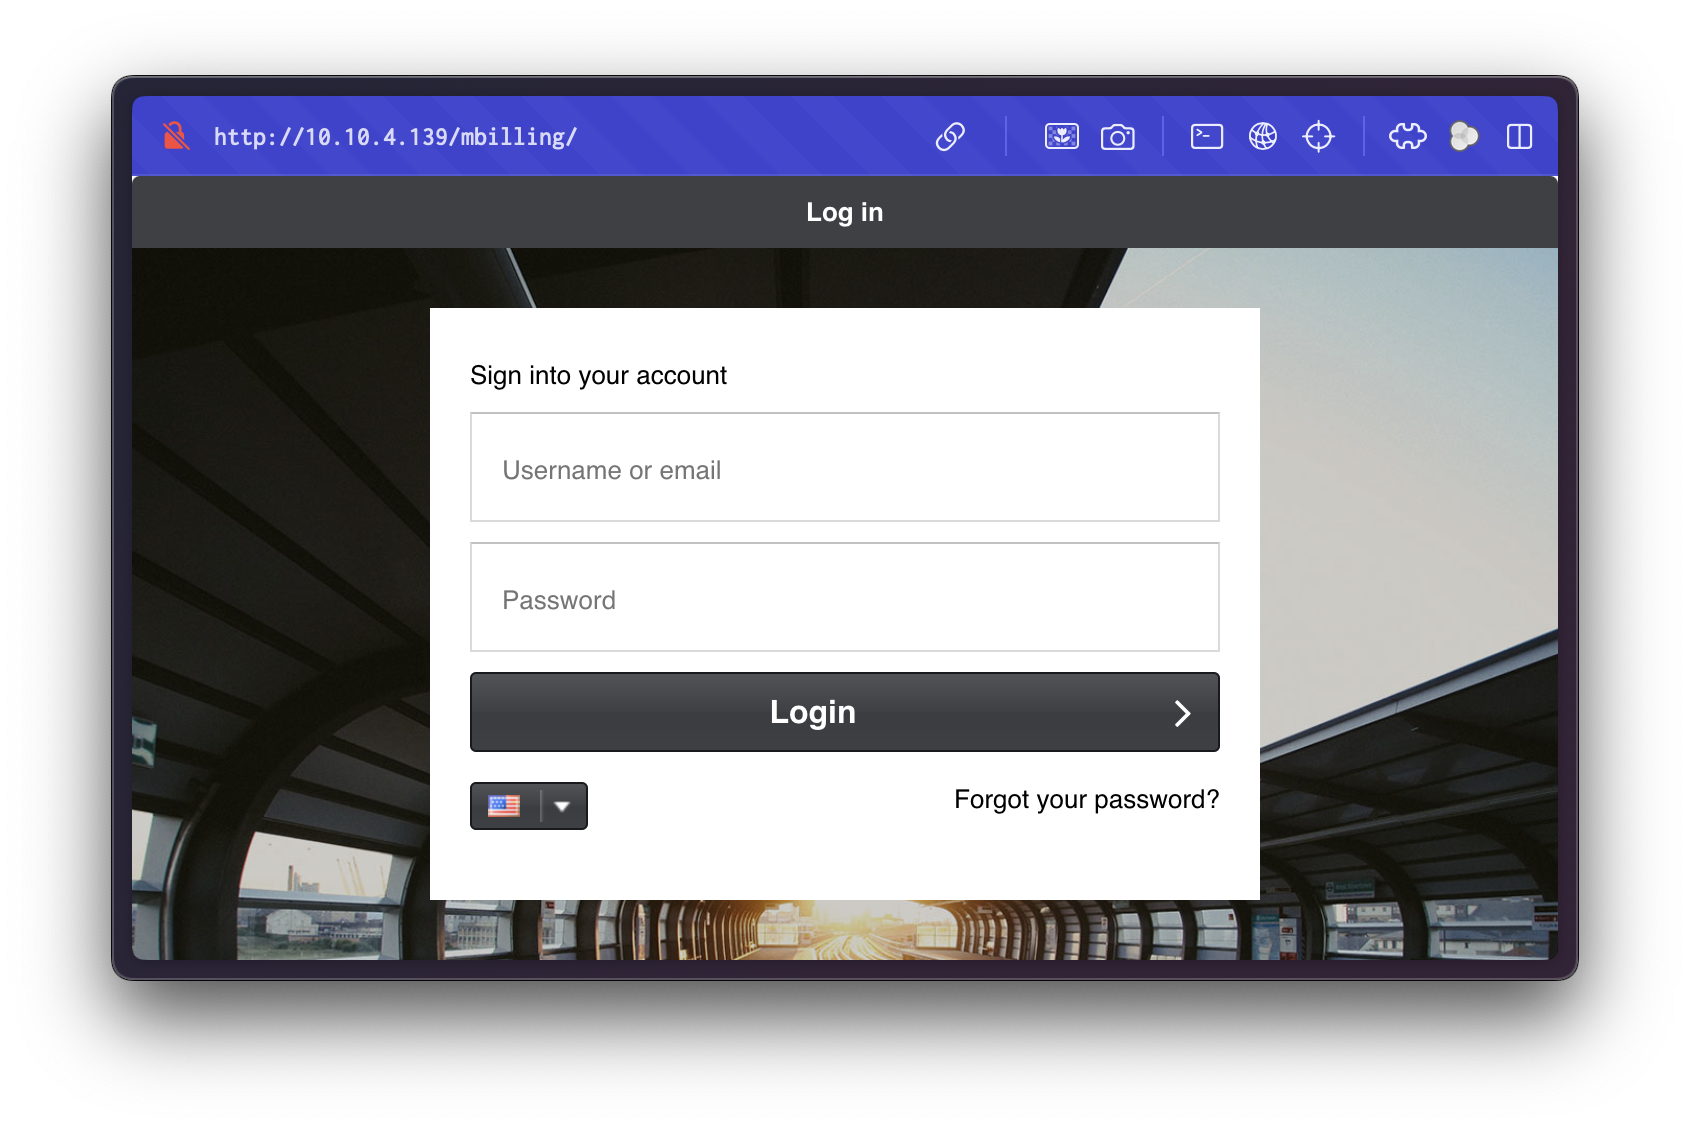 http://10.10.4.139/mbilling/
Log in
Sign into your account
Username or email
Password
Login
Forgot your password?